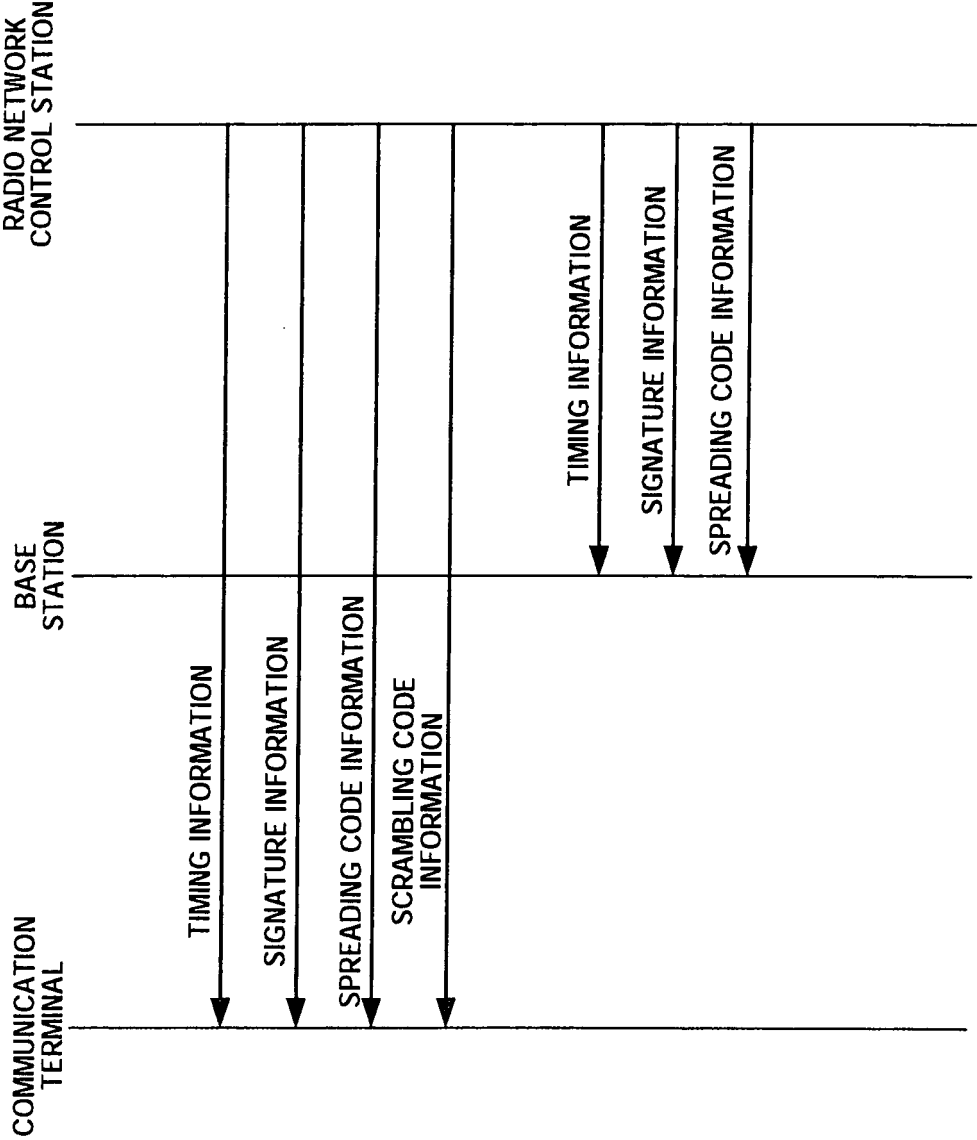 COMMUNICATION
TERMINAL
BASE
STATION
RADIO NETWORK
CONTROL STATION
TIMING INFORMATION
SIGNATURE INFORMATION
SPREADING CODE INFORMATION
SCRAMBLING CODE
INFORMATION
TIMING INFORMATION
SIGNATURE INFORMATION
SPREADING CODE INFORMATION